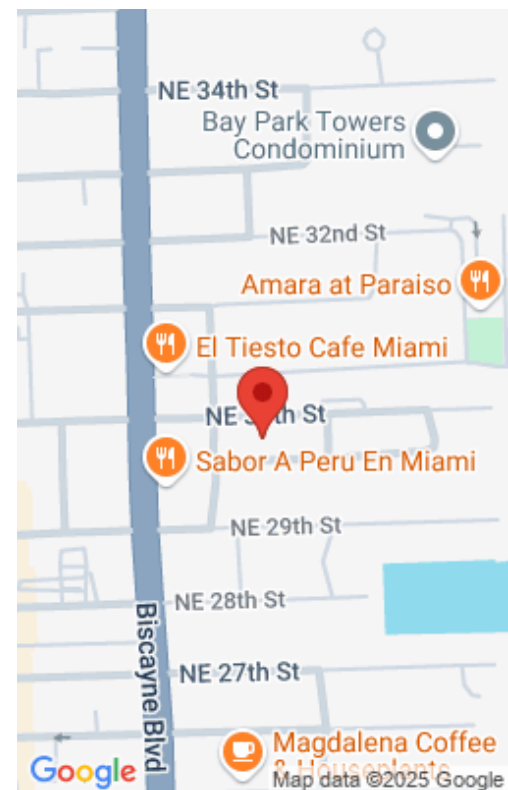 NE 34th St
Bay Park Towers
Condominium
NE 32nd St
Amara at Paraiso
El Tiesto Cafe Miami
NE th St
Sabor A Peru En Miami
NE 29th St
NE 28th St
Biscayne Blvd
NE 27th St
Magdalena Coffee
& Houseplants
Google
Map data ©2025 Google